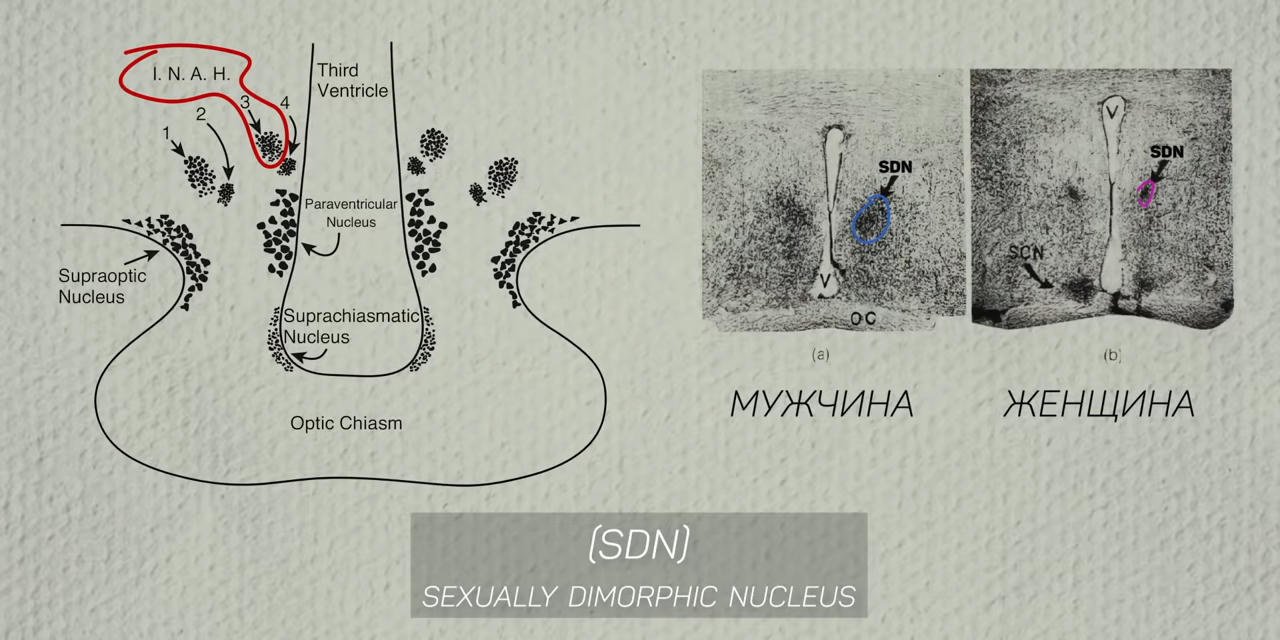 I. N. A. H.
1
2
3
4
Third
Ventricle
Paraventricular
Nucleus
Supraoptic
Nucleus
Suprachiasmatic
Nucleus
Optic Chiasm
V
SDN
V
OC
(a)
МУЖЧИНА
V
SDN
SCN
(b)
ЖЕНЩИНА
(SDN)
SEXUALLY DIMORPHIC NUCLEUS